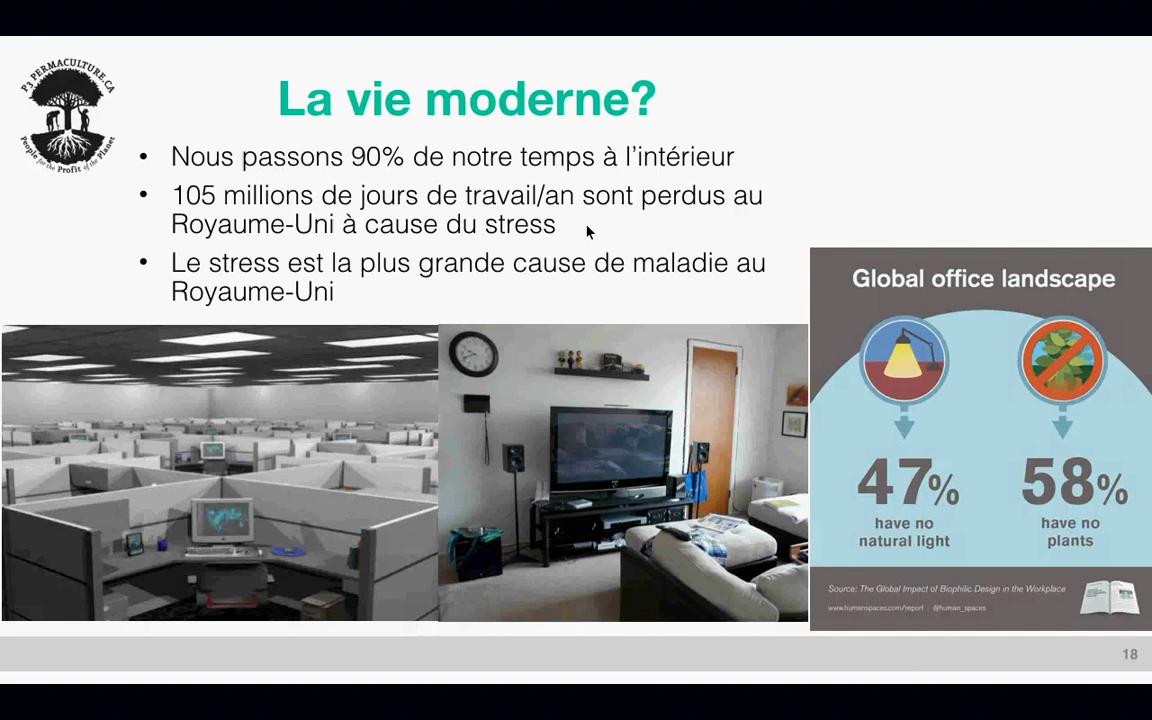 P3 PERMACULTURE.CA
People for the Profit of the Planet
La vie moderne?
• Nous passons 90% de notre temps à l’intérieur
• 105 millions de jours de travail/an sont perdus au
Royaume-Uni à cause du stress
• Le stress est la plus grande cause de maladie au
Royaume-Uni
Global office landscape
47%
have no
natural light
58%
have no
plants
Source: The Global Impact of Biophilic Design in the Workplace
www.humanspaces.com/report | @human_spaces
18